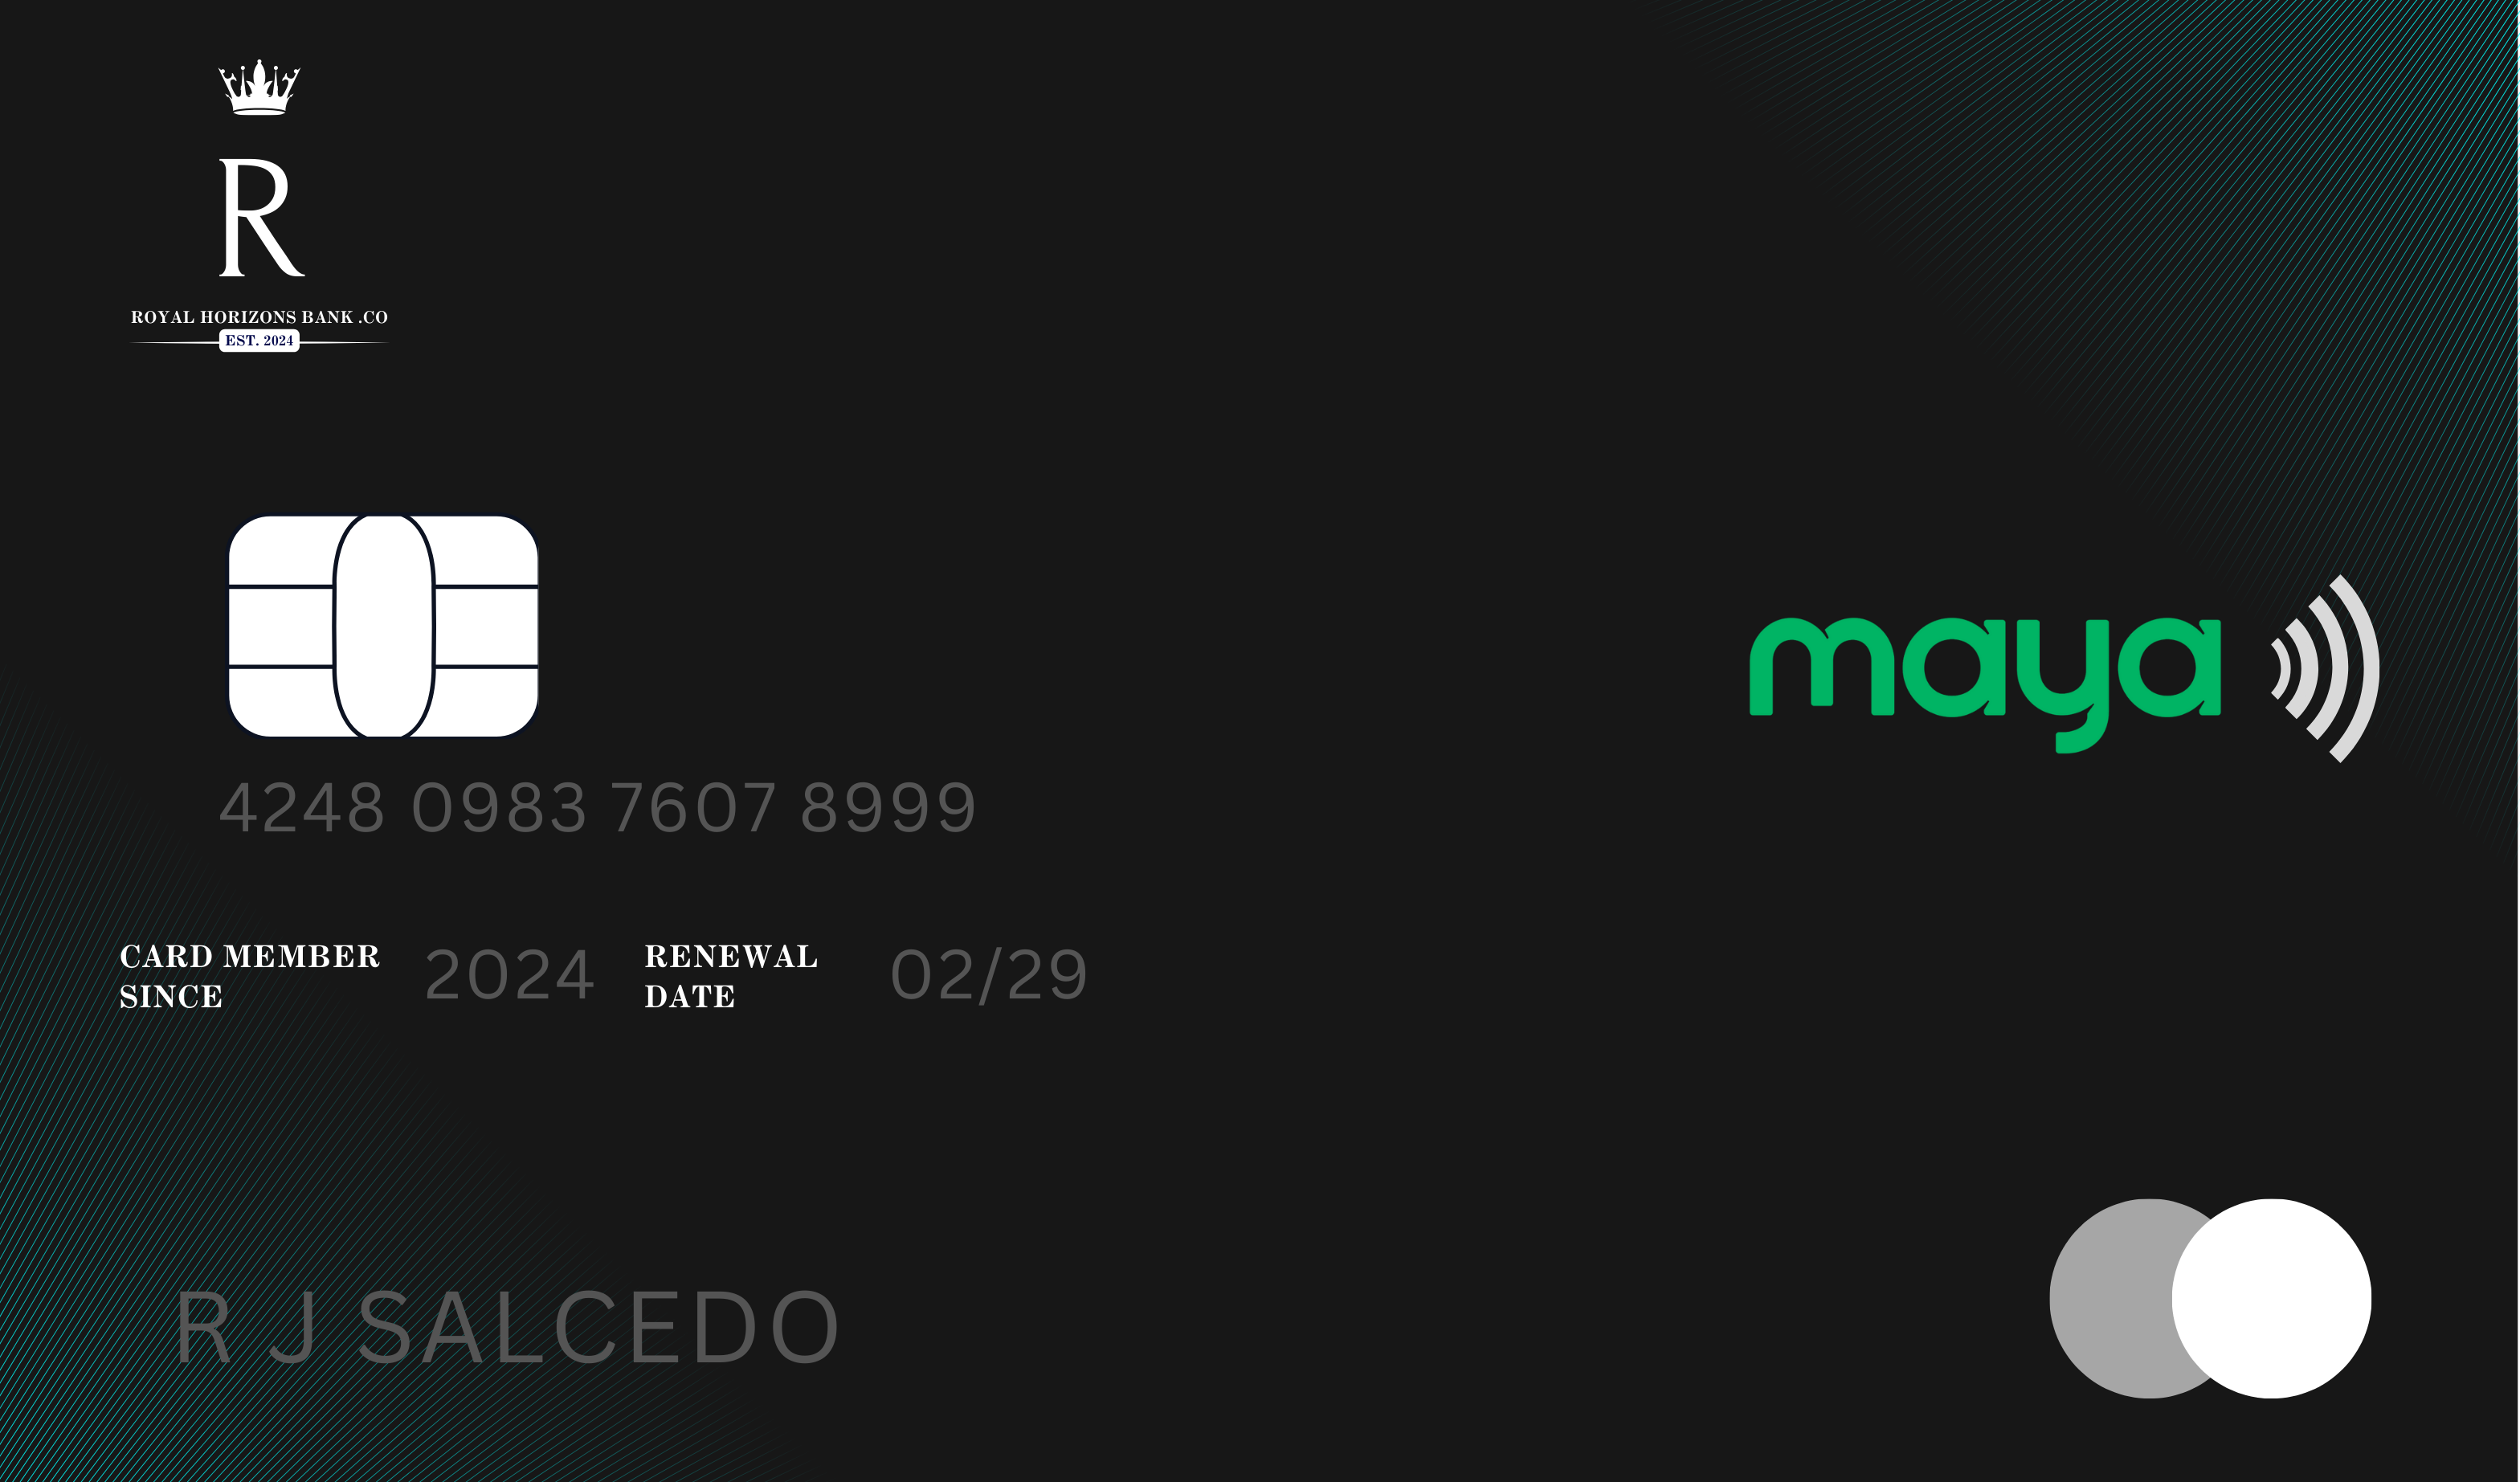 R
ROYAL HORIZONS BANK .CO
EST. 2024
maya
4248 0983 7607 8999
CARD MEMBER SINCE 2024 RENEWAL DATE 02/29
R J SALCEDO